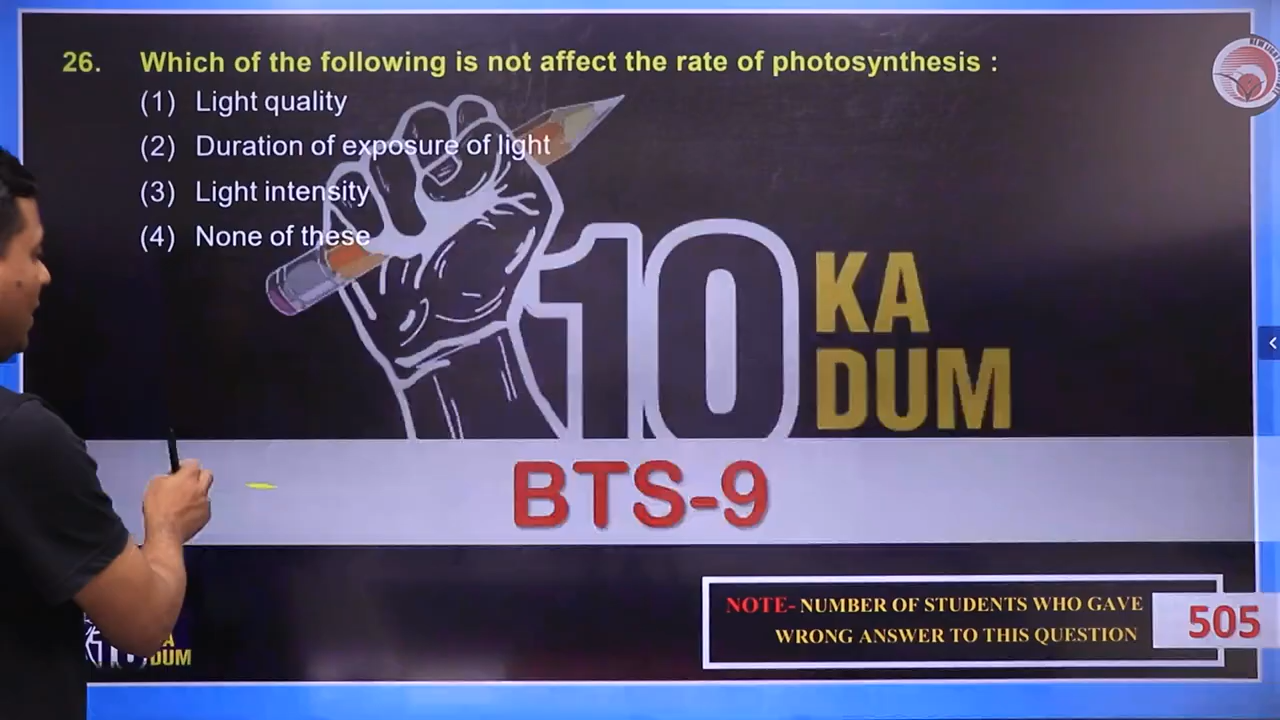 26. Which of the following is not affect the rate of photosynthesis :
(1) Light quality
(2) Duration of exposure of light
(3) Light intensity
(4) None of these
10 KA
DUM
BTS-9
NOTE- NUMBER OF STUDENTS WHO GAVE
WRONG ANSWER TO THIS QUESTION
505
DUM